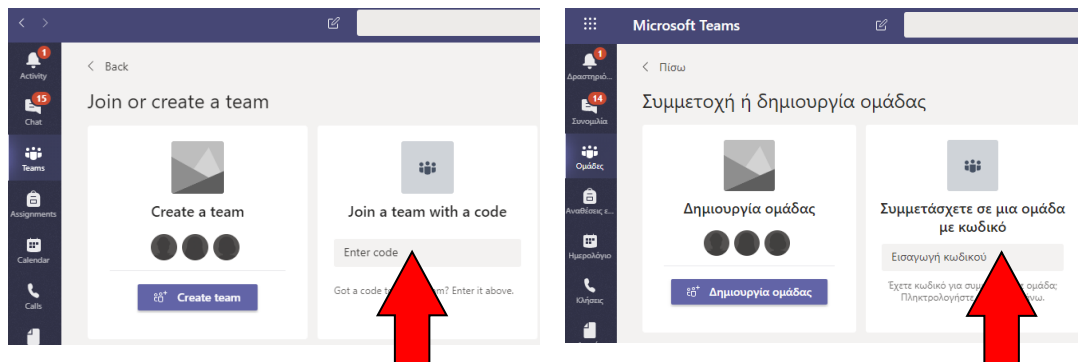 1
Activity
15
Chat
Teams
Assignments
Calendar
Calls
Back
Join or create a team
Create a team
Create team
Join a team with a code
Enter code
Got a code to Enter it above.
Microsoft Teams
1
Δραστηριό...
14
Συνομιλία
Ομάδες
Αναθέσεις ε...
Ημερολόγιο
Κλήσεις
Πίσω
Συμμετοχή ή δημιουργία ομάδας
Δημιουργία ομάδας
Δημιουργία ομάδας
Συμμετάσχετε σε μια ομάδα
με κωδικό
Εισαγωγή κωδικού
Έχετε κωδικό για ομάδα;
Πληκτρολογήστε